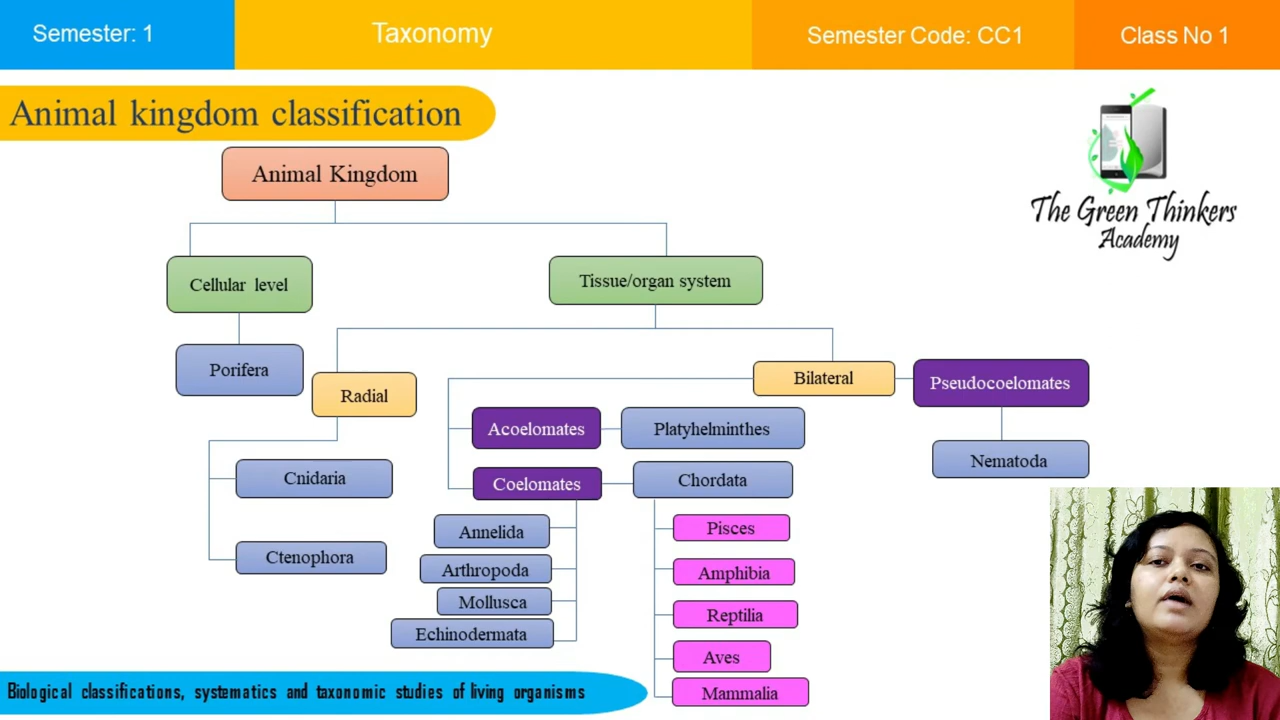 Semester: 1
Taxonomy
Semester Code: CC1
Class No 1
Animal kingdom classification
The Green Thinkers
Academy
Animal Kingdom
Cellular level
Tissue/organ system
Porifera
Radial
Bilateral
Pseudocoelomates
Acoelomates
Platyhelminthes
Nematoda
Cnidaria
Coelomates
Chordata
Ctenophora
Annelida
Arthropoda
Mollusca
Echinodermata
Pisces
Amphibia
Reptilia
Aves
Mammalia
Biological classifications, systematics and taxonomic studies of living organisms